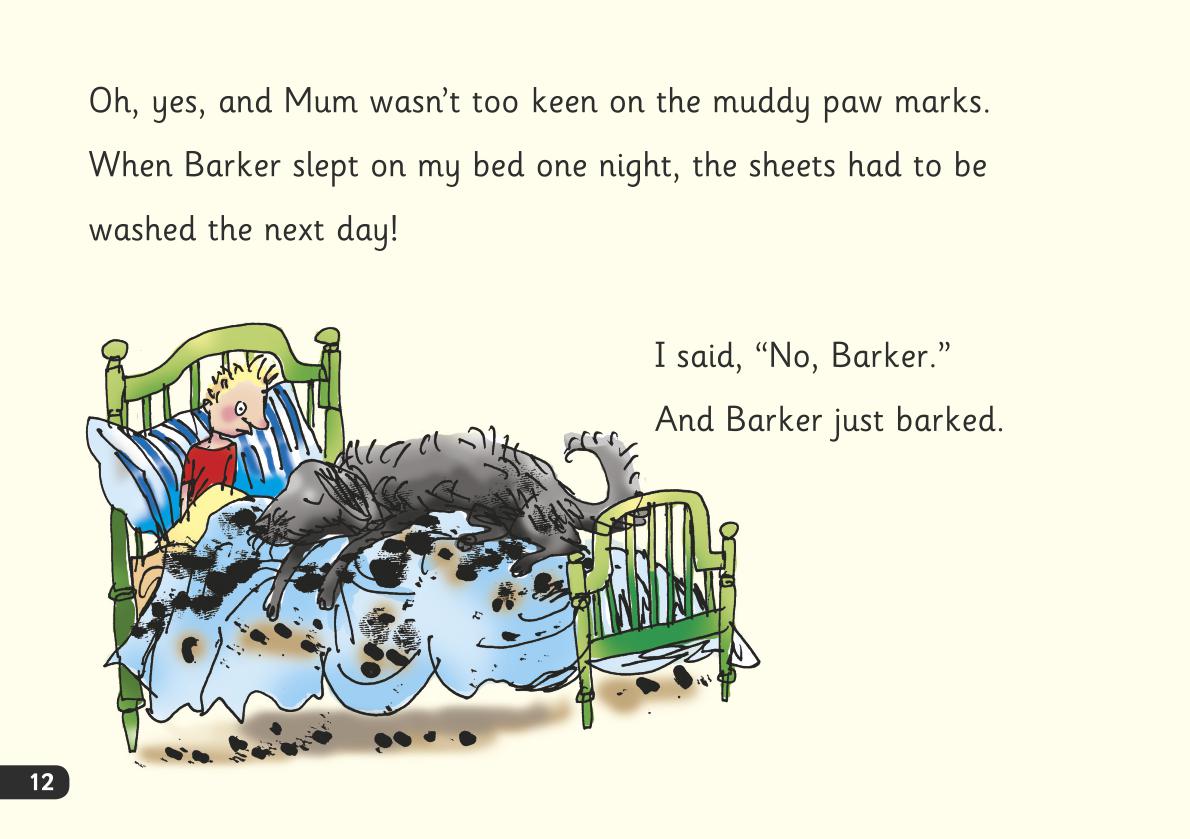 Oh, yes, and Mum wasn’t too keen on the muddy paw marks.
When Barker slept on my bed one night, the sheets had to be
washed the next day!
I said, “No, Barker.”
And Barker just barked.
12